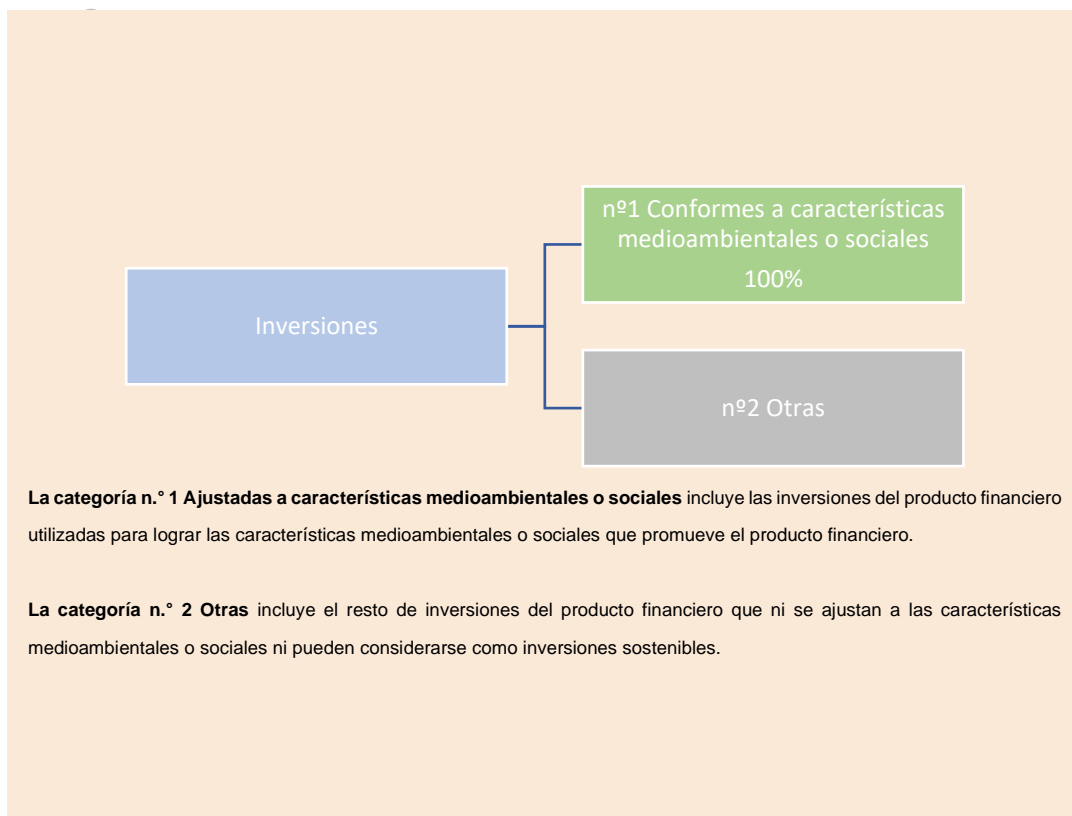 nº1 Conformes a características
medioambientales o sociales
100%
Inversiones
nº2 Otras
La categoría n.° 1 Ajustadas a características medioambientales o sociales incluye las inversiones del producto financiero
utilizadas para lograr las características medioambientales o sociales que promueve el producto financiero.
La categoría n.° 2 Otras incluye el resto de inversiones del producto financiero que ni se ajustan a las características
medioambientales o sociales ni pueden considerarse como inversiones sostenibles.